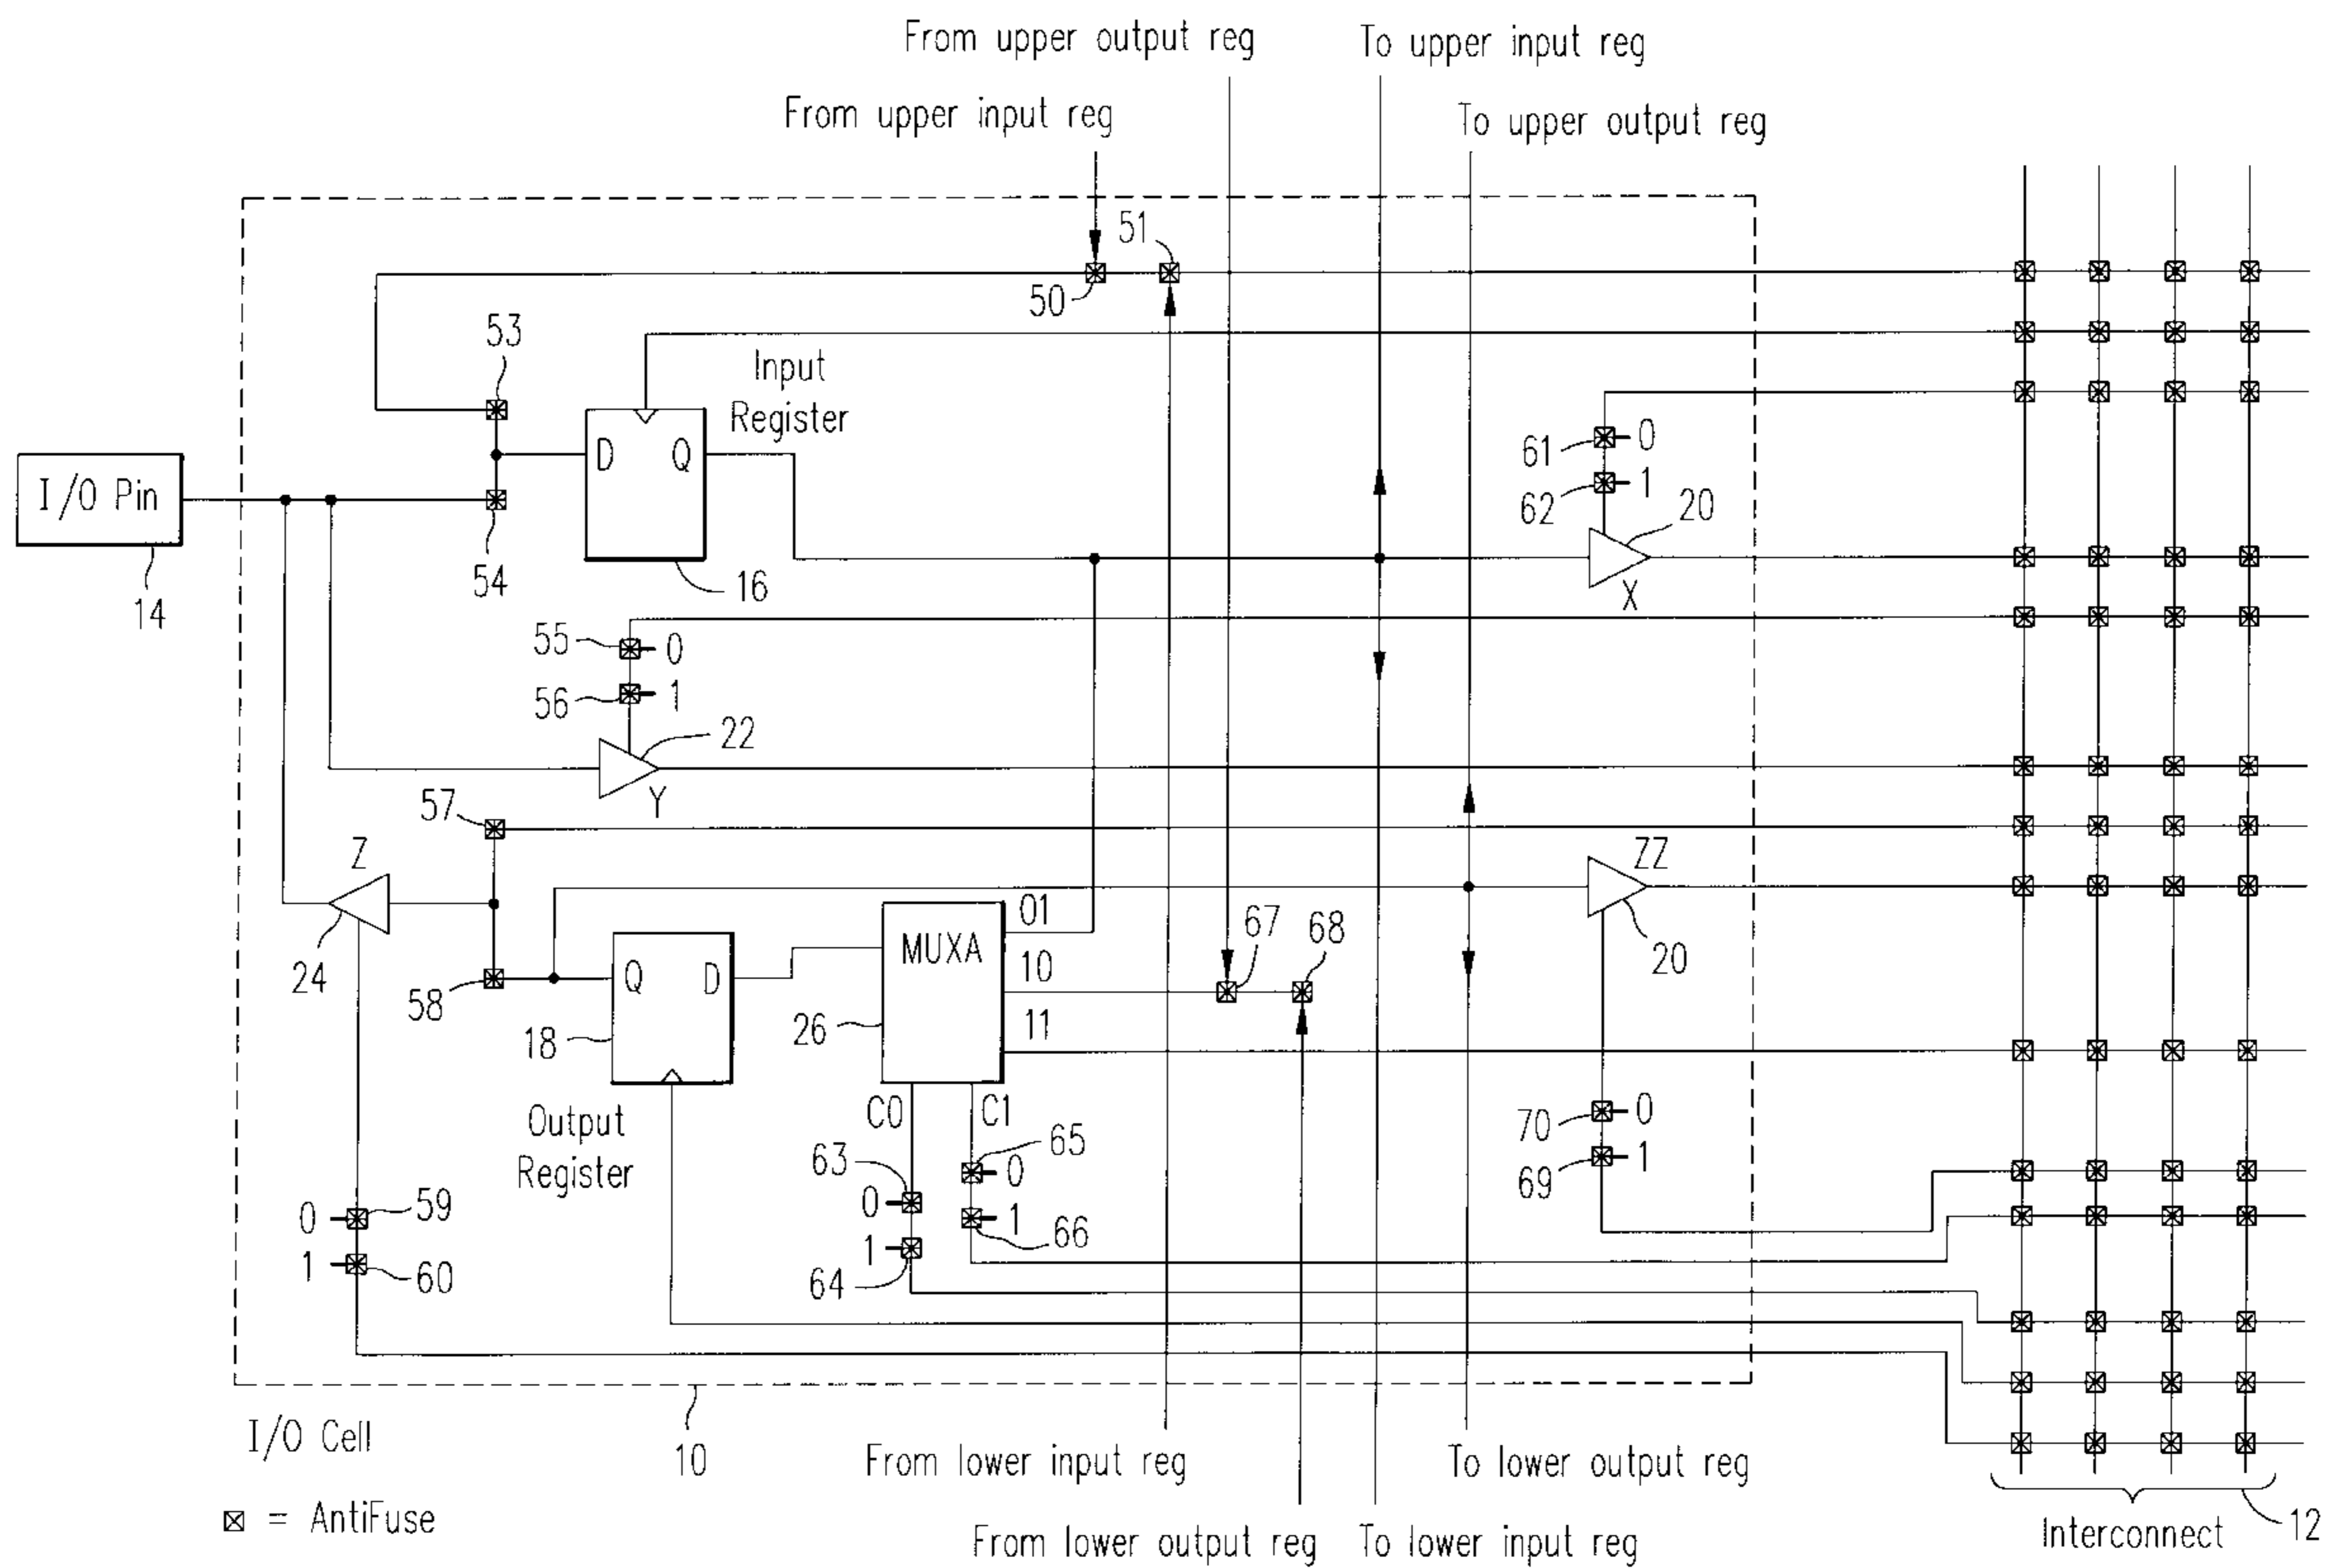 From upper output reg
To upper input reg
From upper input reg
To upper output reg
51
50
53
Input
Register
D
Q
61
0
62
1
20
X
I/O Pin
14
54
16
55
0
56
1
22
Y
57
Z
24
58
ZZ
20
MUXA
01
10
11
67
68
26
Q
D
18
Output
Register
C0
C1
63
0
1
64
65
0
1
66
70
0
1
69
0
59
1
60
I/O Cell
10
From lower input reg
To lower output reg
= AntiFuse
From lower output reg
To lower input reg
Interconnect
12